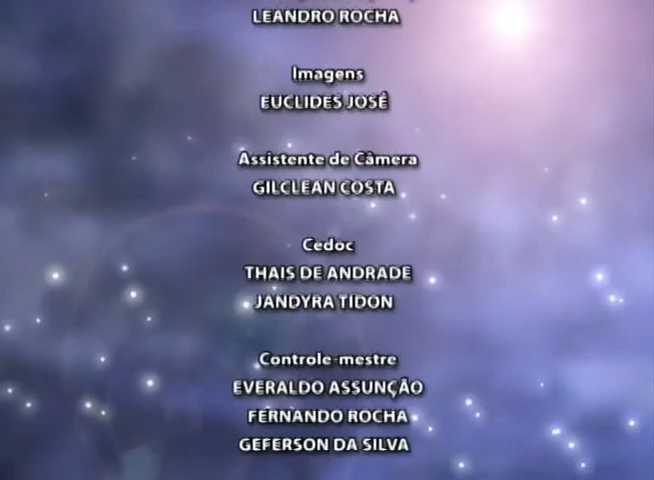 LEANDRO ROCHA
Imagens
EUCLIDES JOSÉ
Assistente de Câmera
GILCLEAN COSTA
Cedoc
THAIS DE ANDRADE
JANDYRA TIDON
Controle-mestre
EVERALDO ASSUNÇÃO
FERNANDO ROCHA
GEFERSON DA SILVA